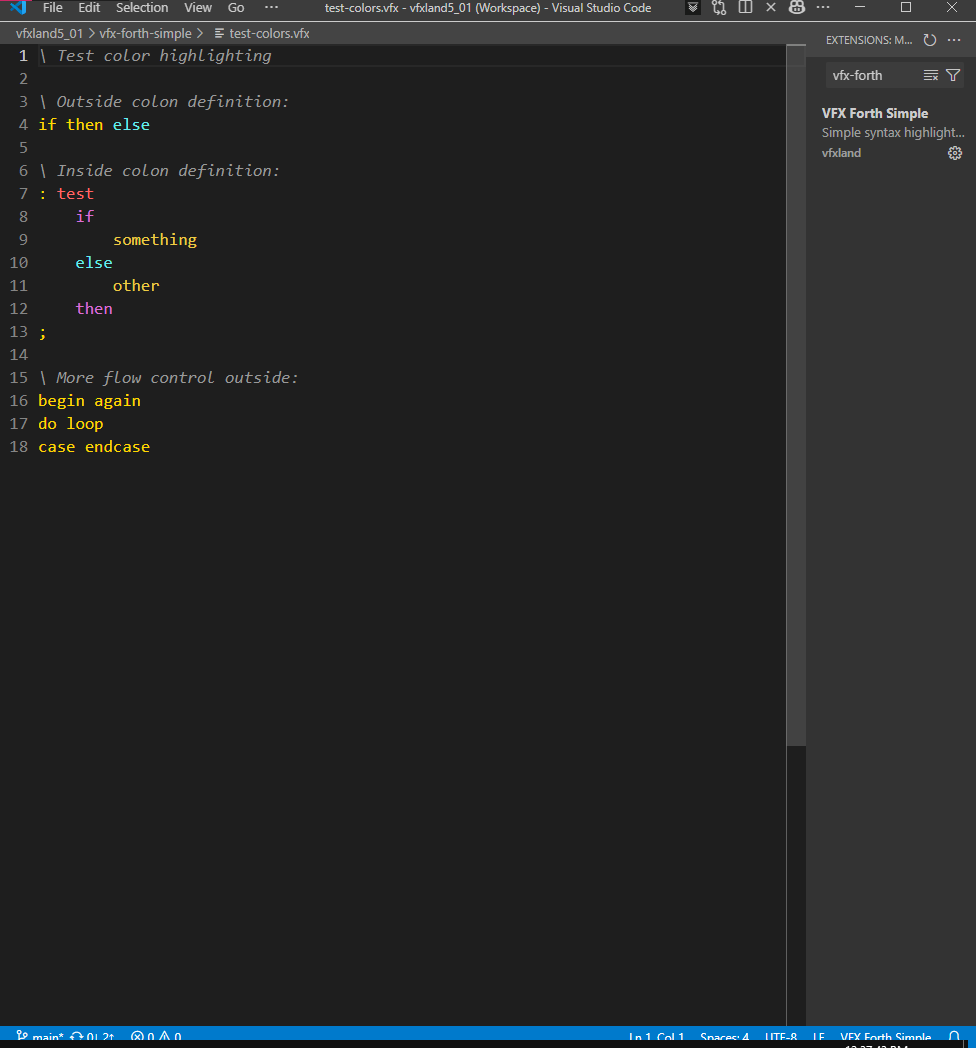 File Edit Selection View Go ··· test-colors.vfx - vfxland5_01 (Workspace) - Visual Studio Code
vfxland5_01 > vfx-forth-simple > test-colors.vfx
1 \ Test color highlighting
2
3 \ Outside colon definition:
4 if then else
5
6 \ Inside colon definition:
7 : test
8 if
9 something
10 else
11 other
12 then
13 ;
14
15 \ More flow control outside:
16 begin again
17 do loop
18 case endcase
EXTENSIONS: M...
vfx-forth
VFX Forth Simple
Simple syntax highlight...
vfxland
main* 0↓ 2↑ 0 0 Ln 1, Col 1 Spaces: 4 UTF-8 LF VFX Forth Simple